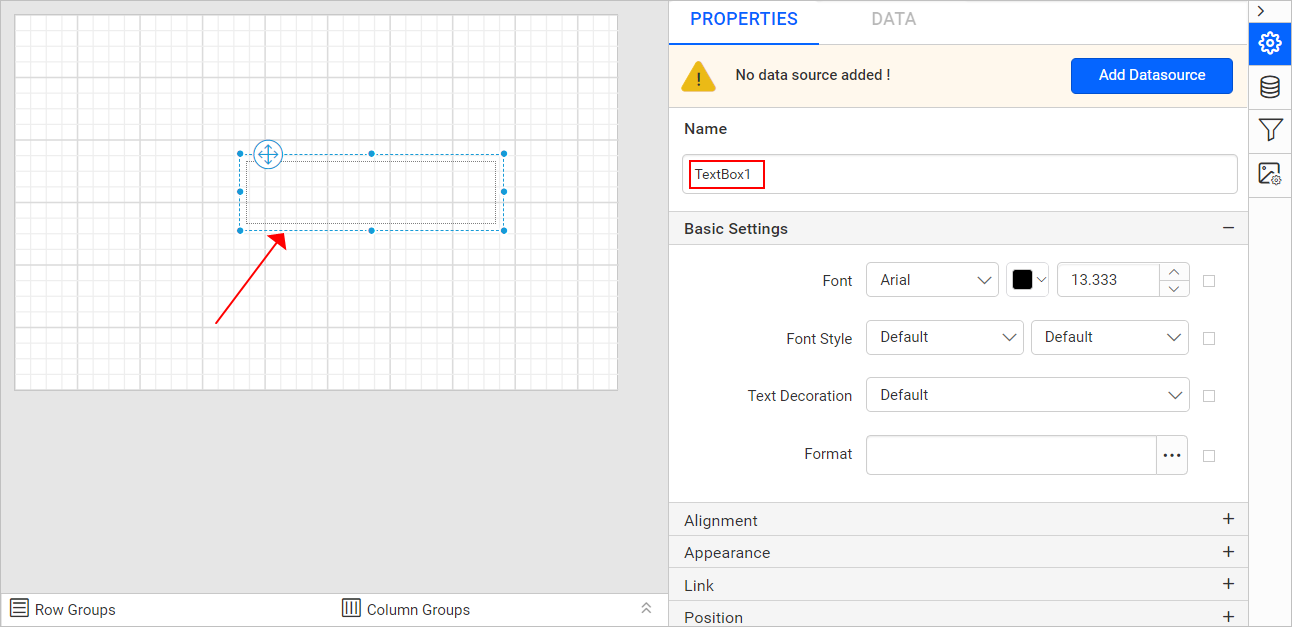 PROPERTIES DATA
No data source added ! Add Datasource
Name
TextBox1
Basic Settings
Font Arial 13.333
Font Style Default Default
Text Decoration Default
Format
Alignment
Appearance
Link
Position
Row Groups Column Groups